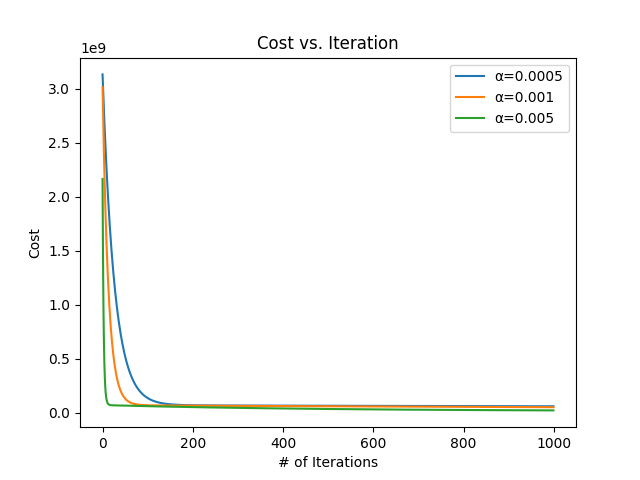 Cost vs. Iteration
1e9
3.0
2.5
2.0
1.5
1.0
0.5
0.0
Cost
α=0.0005
α=0.001
α=0.005
0 200 400 600 800 1000
# of Iterations